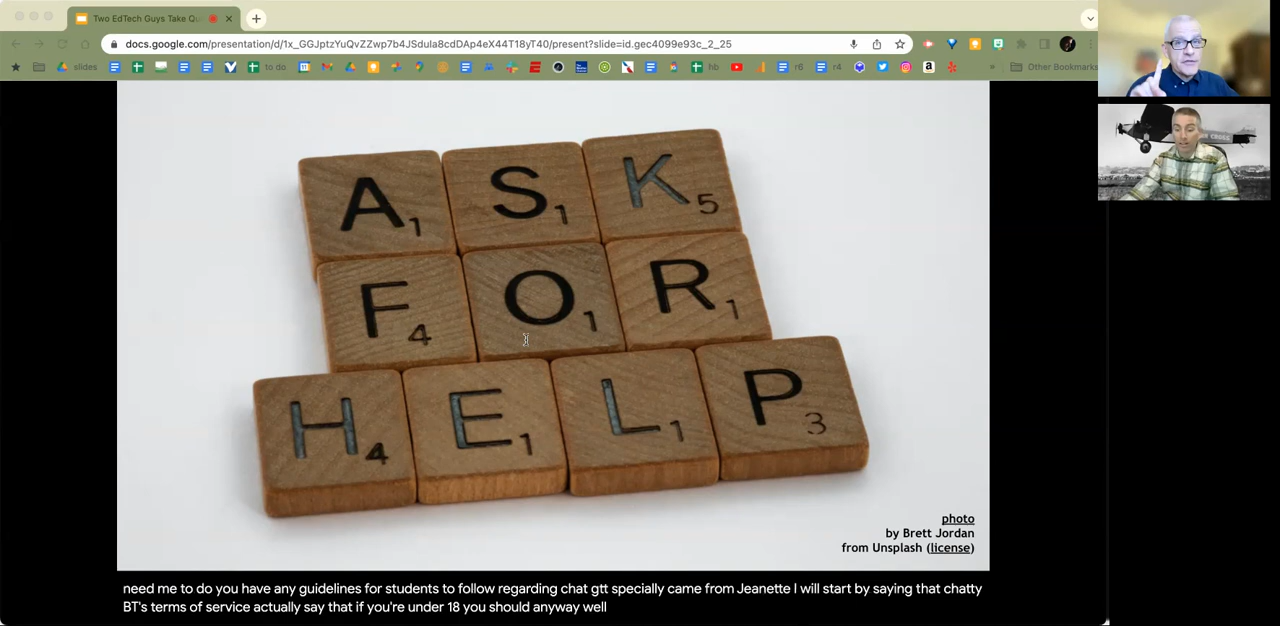 Two EdTech Guys Take Qu
docs.google.com/presentation/d/1x_GGJptzYuQvZZwp7b4JSdula8cdDAp4eX44T18yT40/present?slide=id.gec4099e93c_2_25
slides
to do
hb
r6
r4
a
Other Bookmarks
A1 S1 K5
F4 O1 R1
H4 E1 L1 P3
photo
by Brett Jordan
from Unsplash (license)
need me to do you have any guidelines for students to follow regarding chat gtt specially came from Jeanette I will start by saying that chatty
BT's terms of service actually say that if you're under 18 you should anyway well